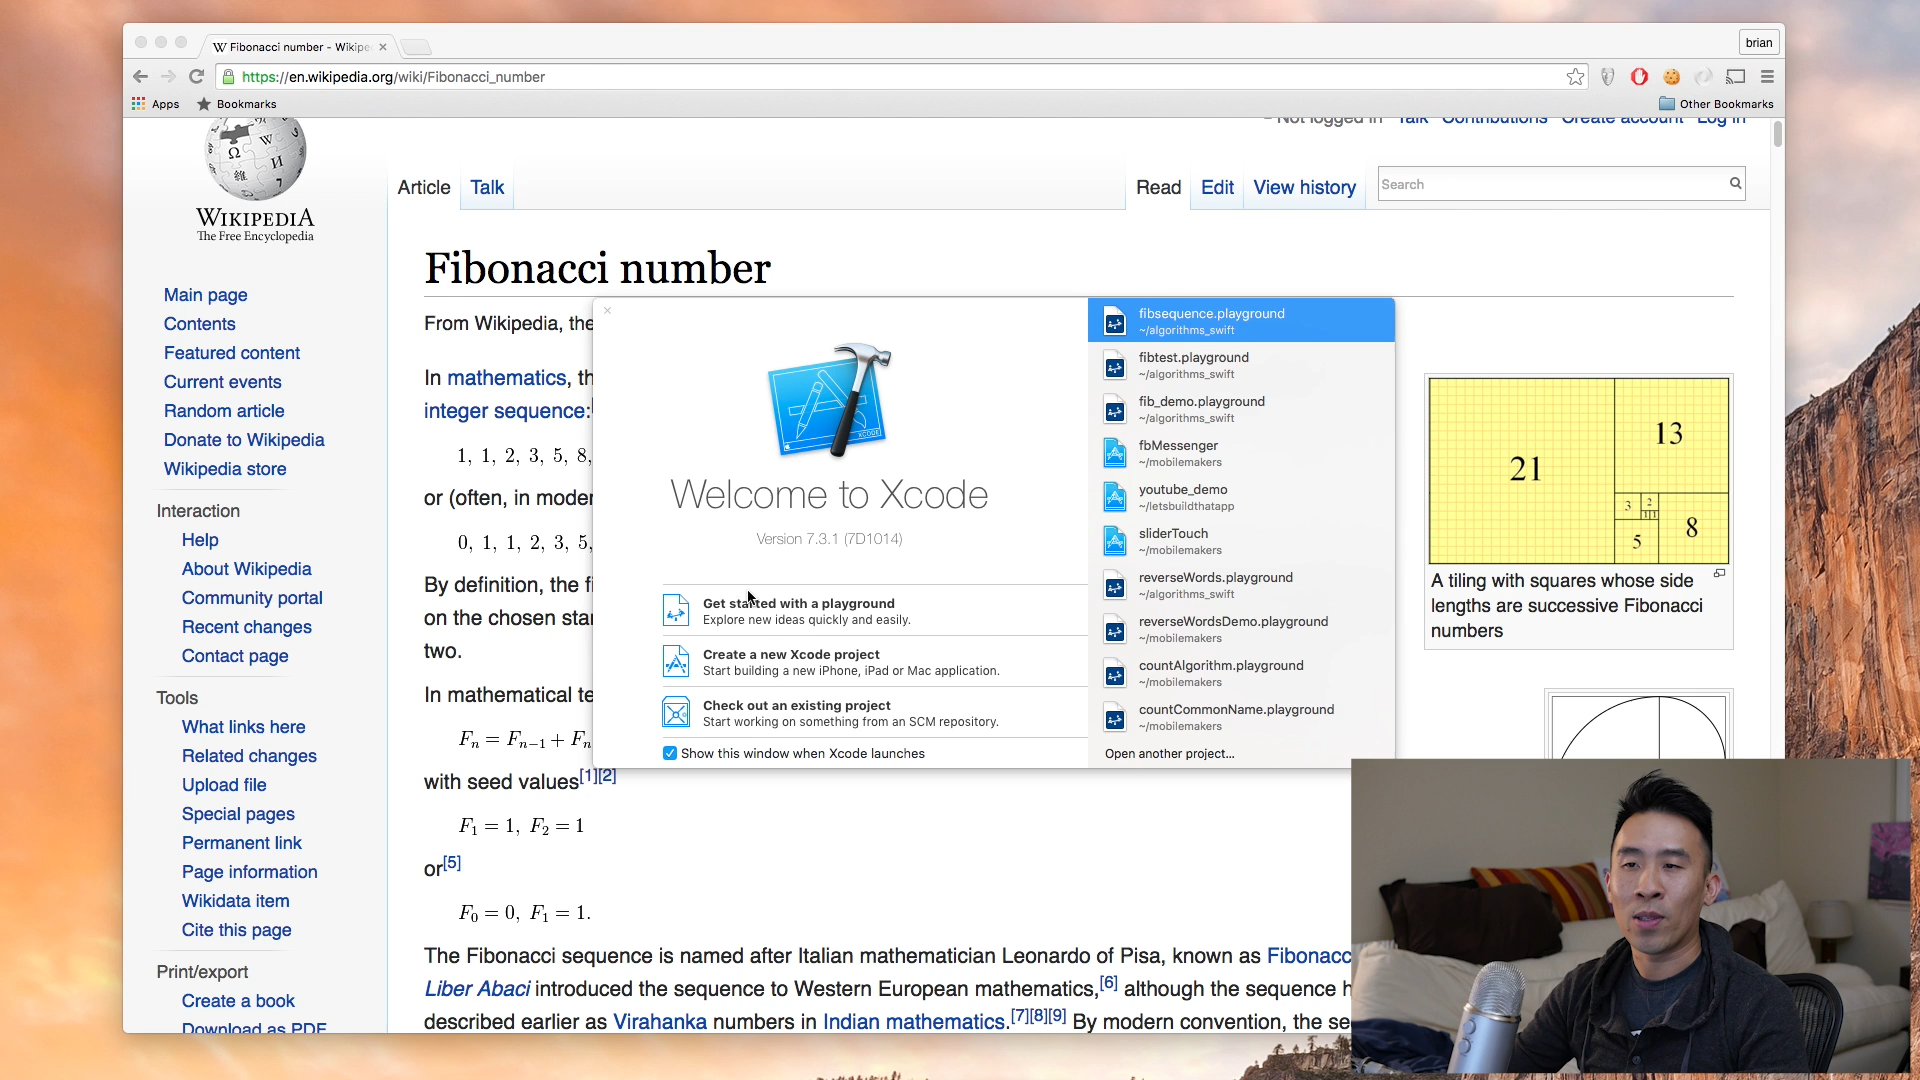 Fibonacci number - Wikipe
brian
https://en.wikipedia.org/wiki/Fibonacci_number
Apps
Bookmarks
Other Bookmarks
Not logged in Talk Contributions Create account Log in
WIKIPEDIA
The Free Encyclopedia
Article
Talk
Read
Edit
View history
Search
Main page
Contents
Featured content
Current events
Random article
Donate to Wikipedia
Wikipedia store
Interaction
Help
About Wikipedia
Community portal
Recent changes
Contact page
Tools
What links here
Related changes
Upload file
Special pages
Permanent link
Page information
Wikidata item
Cite this page
Print/export
Create a book
Download as PDF
Fibonacci number
From Wikipedia, the
In mathematics, th
integer sequence:
1, 1, 2, 3, 5, 8,
or (often, in moder
0, 1, 1, 2, 3, 5,
By definition, the fi
on the chosen star
two.
In mathematical te
Fn = Fn−1 + Fn
with seed values[1][2]
F1 = 1, F2 = 1
or[5]
F0 = 0, F1 = 1.
The Fibonacci sequence is named after Italian mathematician Leonardo of Pisa, known as Fibonacc
Liber Abaci introduced the sequence to Western European mathematics,[6] although the sequence h
described earlier as Virahanka numbers in Indian mathematics.[7][8][9] By modern convention, the se
XCODE
Welcome to Xcode
Version 7.3.1 (7D1014)
Get started with a playground
Explore new ideas quickly and easily.
Create a new Xcode project
Start building a new iPhone, iPad or Mac application.
Check out an existing project
Start working on something from an SCM repository.
Show this window when Xcode launches
fibsequence.playground
~/algorithms_swift
fibtest.playground
~/algorithms_swift
fib_demo.playground
~/algorithms_swift
fbMessenger
~/mobilemakers
youtube_demo
~/letsbuildthatapp
sliderTouch
~/mobilemakers
reverseWords.playground
~/algorithms_swift
reverseWordsDemo.playground
~/mobilemakers
countAlgorithm.playground
~/mobilemakers
countCommonName.playground
~/mobilemakers
Open another project...
21
13
3
2
1 1
5
8
A tiling with squares whose side
lengths are successive Fibonacci
numbers